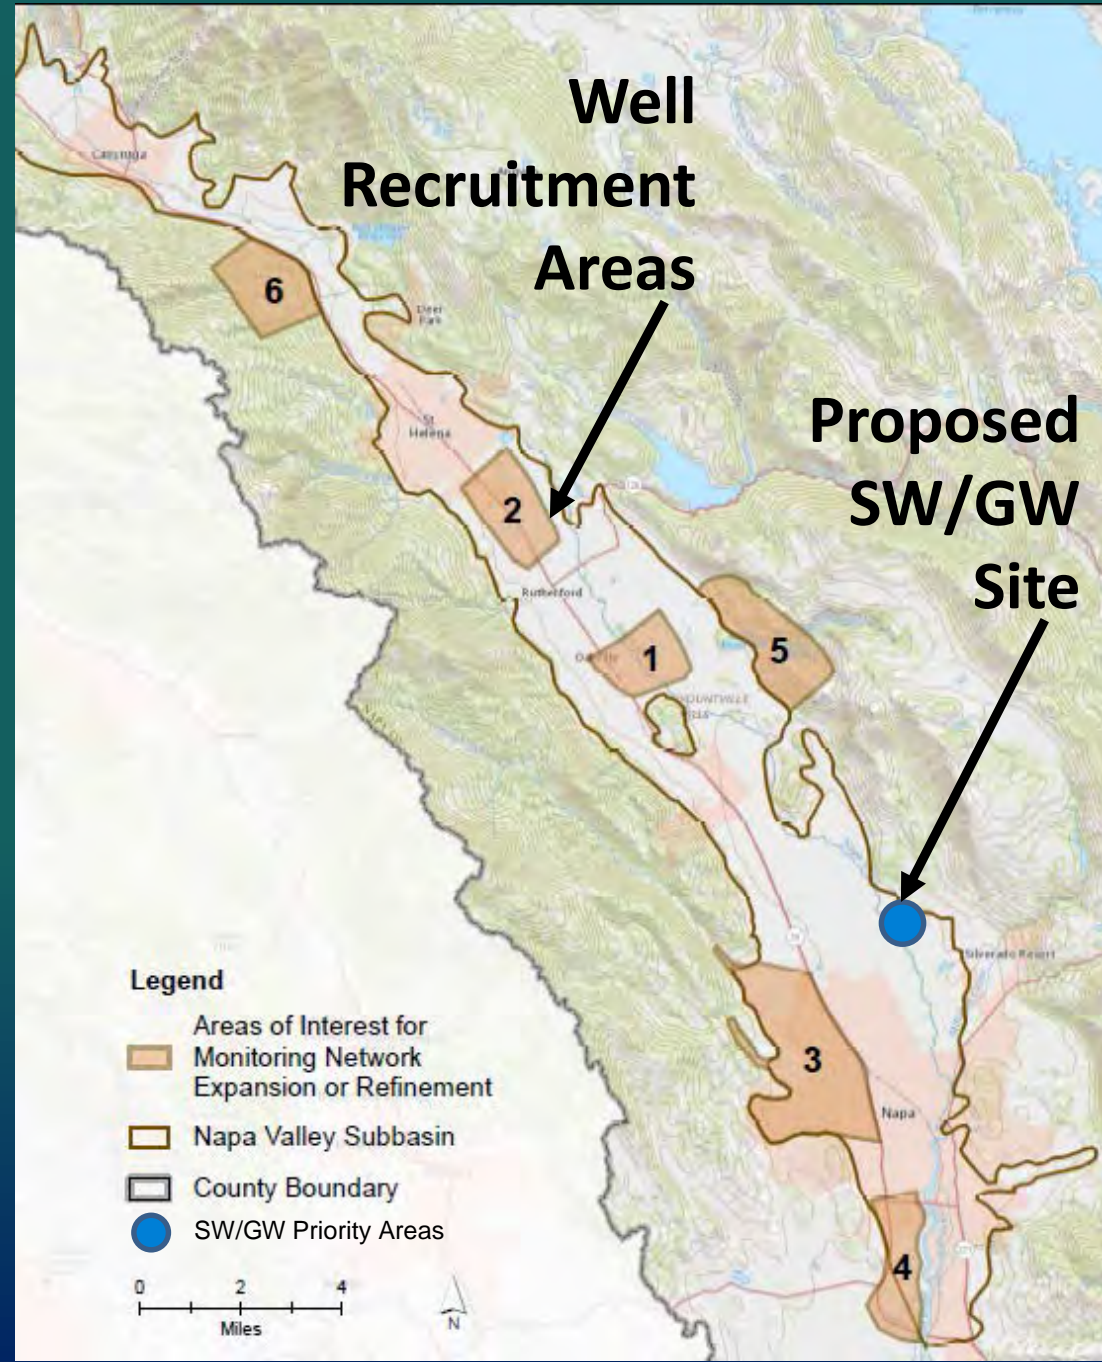 Well
Recruitment
Areas
Calistoga
6
Deer
Park
Proposed
SW/GW
Site
St.
Helena
2
Rutherford
1
5
Silverado Resort
3
Napa
4
Legend
Areas of Interest for
Monitoring Network
Expansion or Refinement
Napa Valley Subbasin
County Boundary
SW/GW Priority Areas
0 2 4
Miles
N